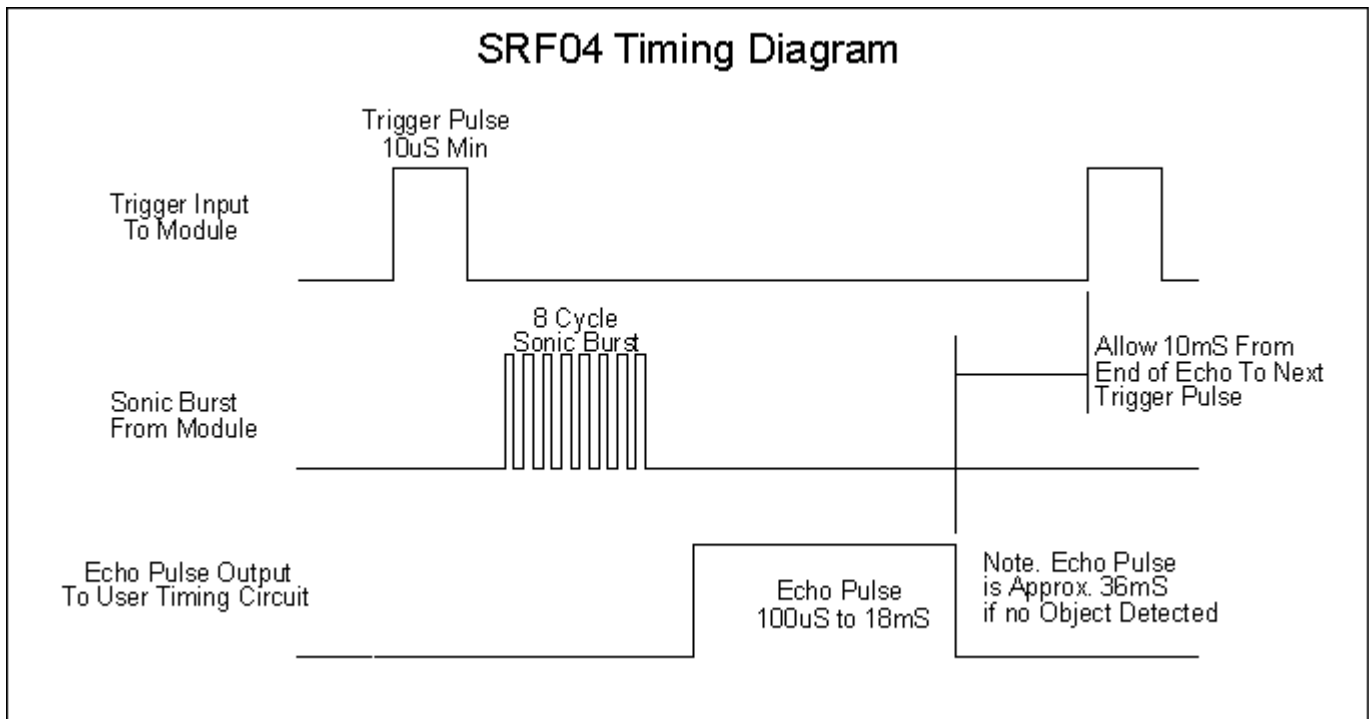 SRF04 Timing Diagram
Trigger Pulse
10uS Min
Trigger Input
To Module
8 Cycle
Sonic Burst
Allow 10mS From
End of Echo To Next
Trigger Pulse
Sonic Burst
From Module
Echo Pulse Output
To User Timing Circuit
Echo Pulse
100uS to 18mS
Note. Echo Pulse
is Approx. 36mS
if no Object Detected